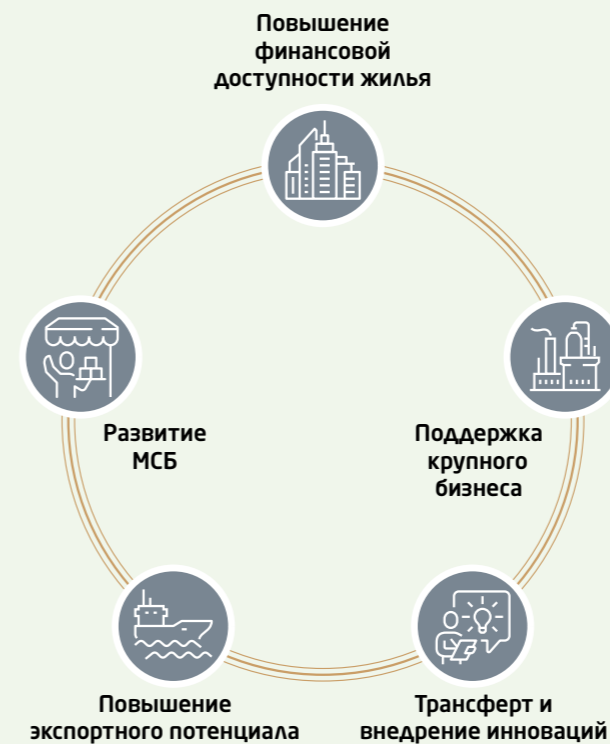 Повышение
финансовой
доступности жилья
Развитие
МСБ
Поддержка
крупного
бизнеса
Повышение
экспортного потенциала
Трансферт и
внедрение инноваций